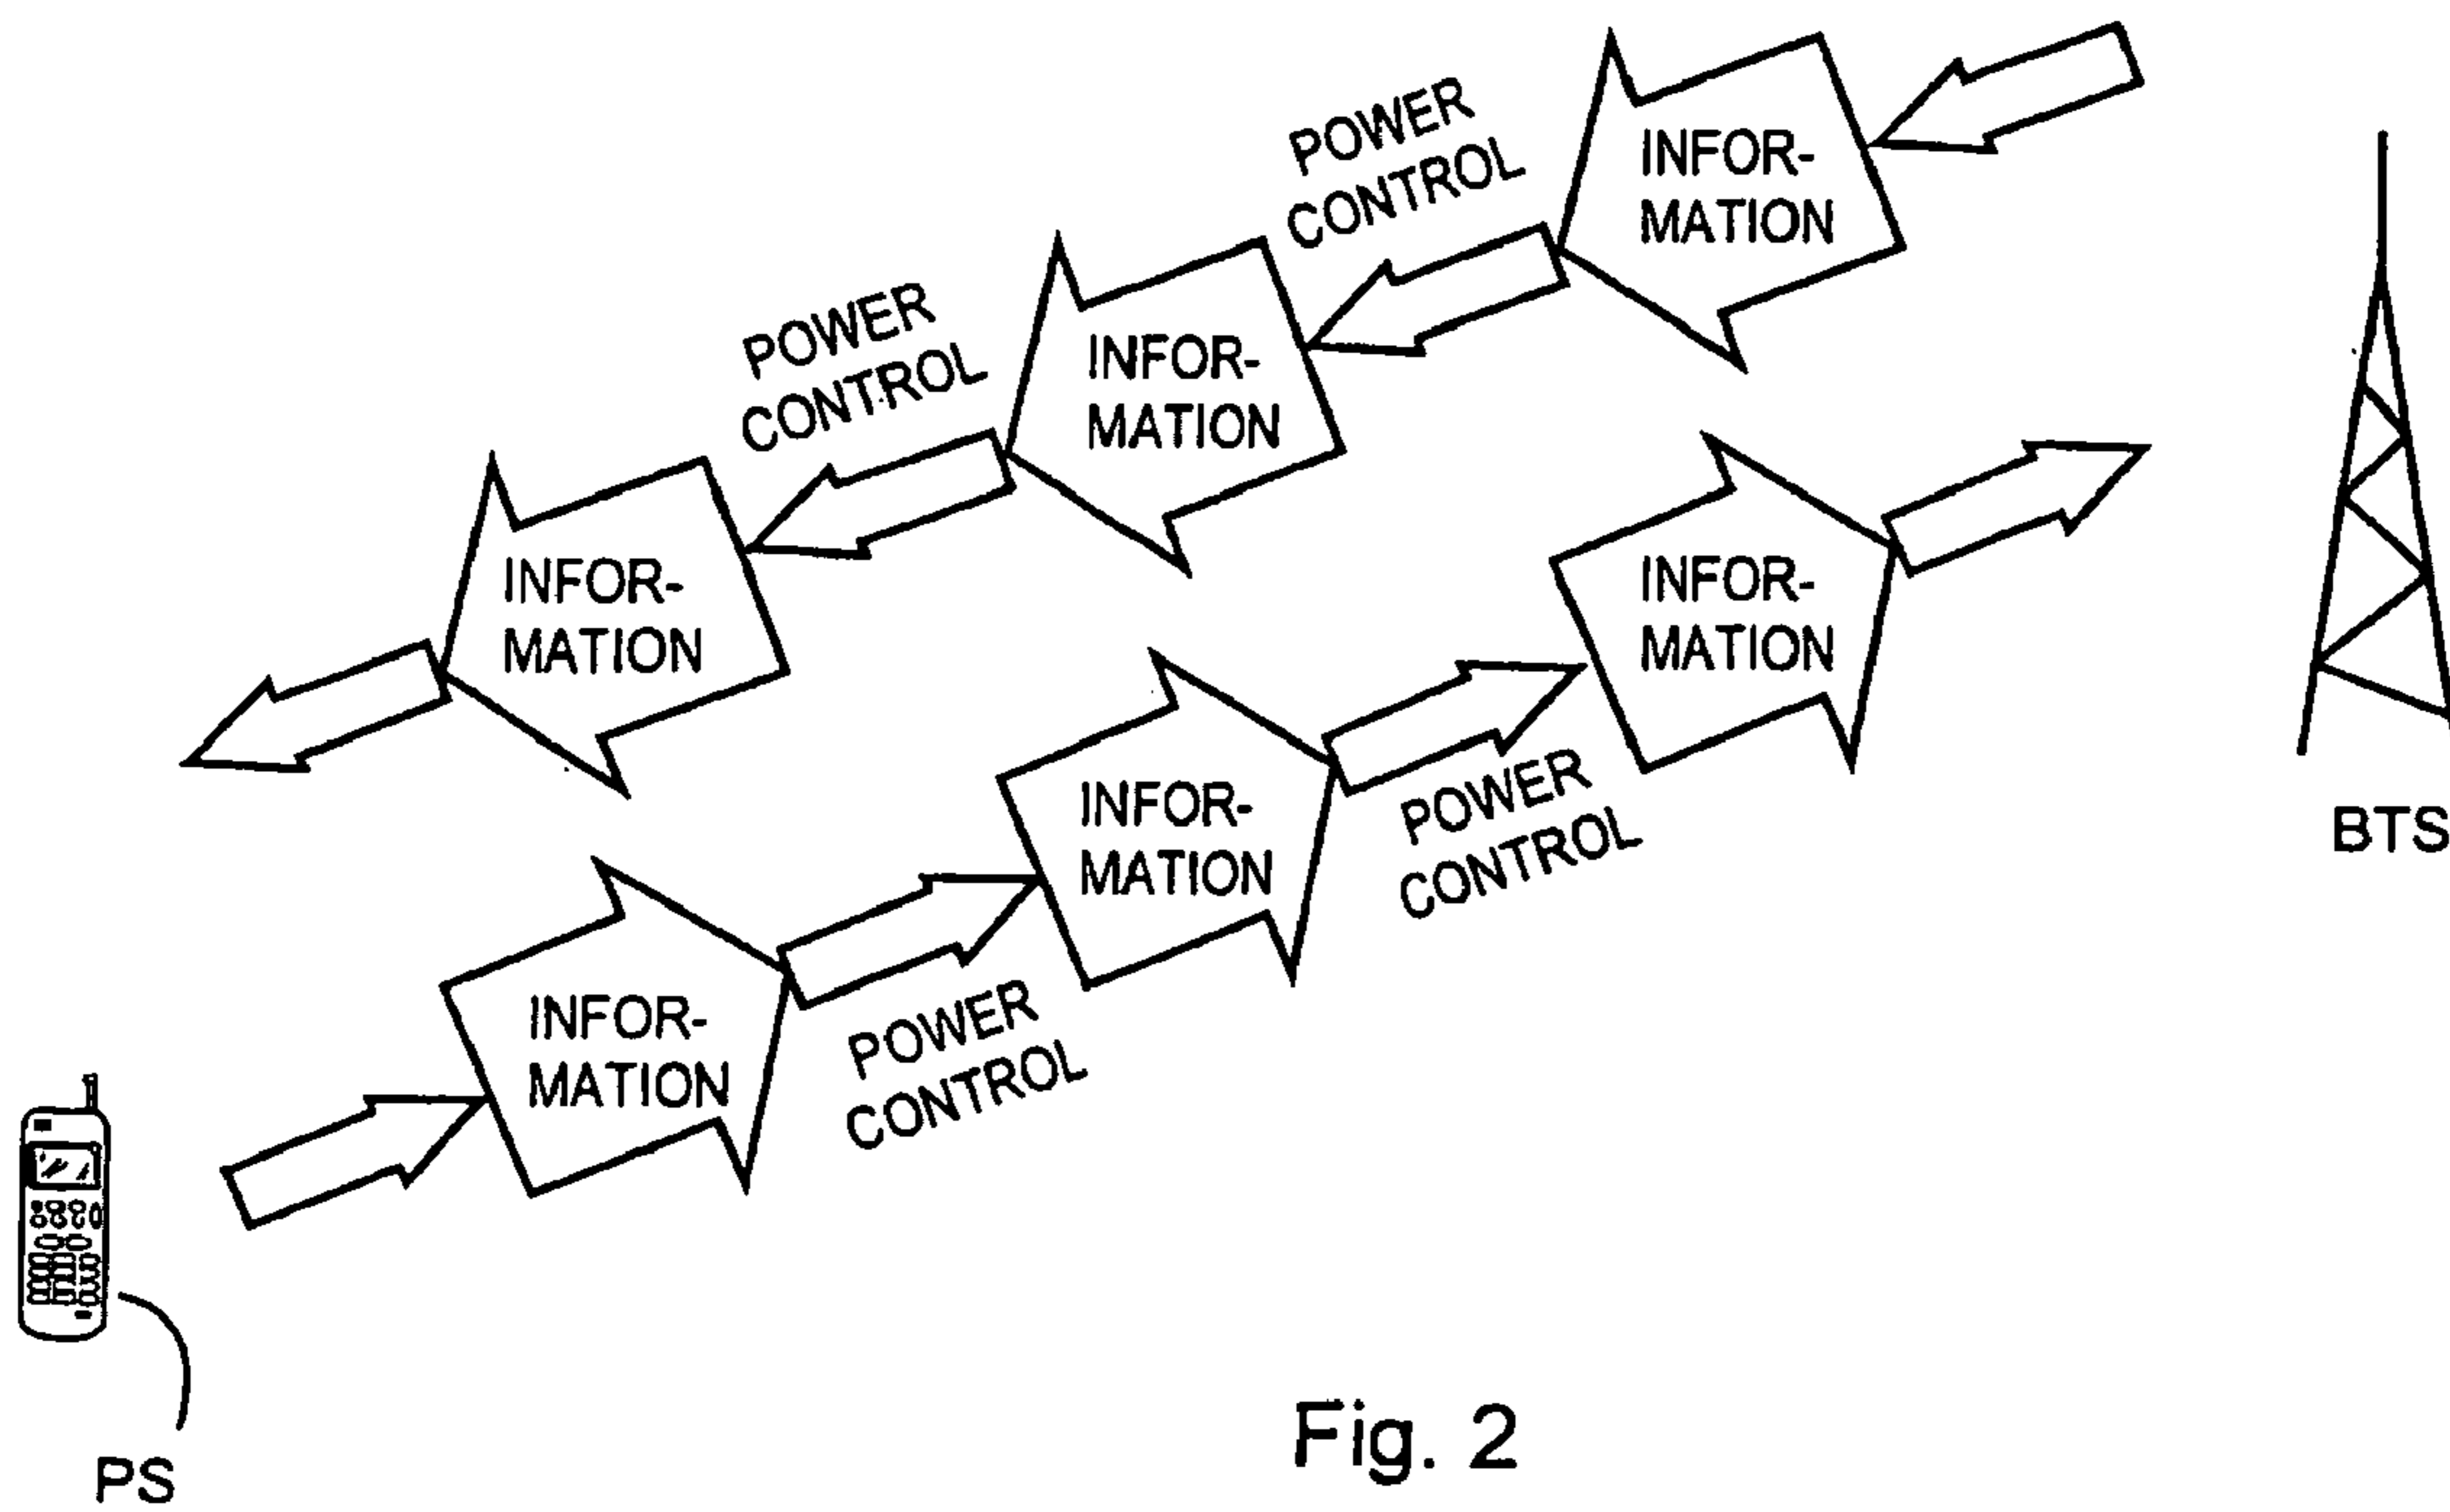 INFOR-
MATION
POWER
CONTROL
INFOR-
MATION
POWER
CONTROL
INFOR-
MATION
INFOR-
MATION
POWER
CONTROL
INFOR-
MATION
POWER
CONTROL
INFOR-
MATION
BTS
PS
Fig. 2